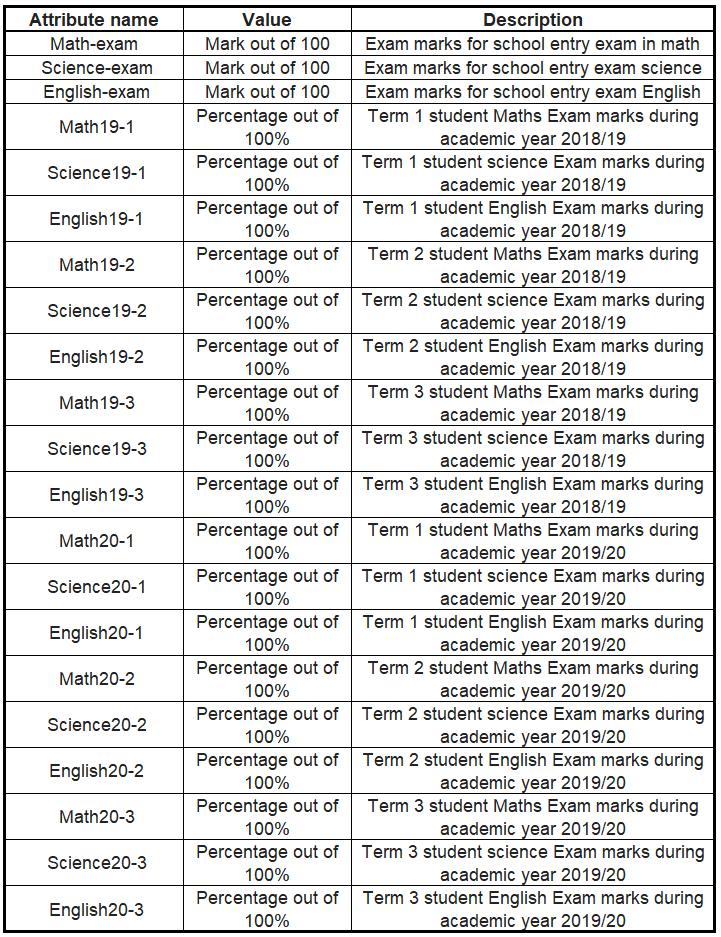 Attribute name Value Description
Math-exam Mark out of 100 Exam marks for school entry exam in math
Science-exam Mark out of 100 Exam marks for school entry exam science
English-exam Mark out of 100 Exam marks for school entry exam English
Math19-1 Percentage out of 100% Term 1 student Maths Exam marks during academic year 2018/19
Science19-1 Percentage out of 100% Term 1 student science Exam marks during academic year 2018/19
English19-1 Percentage out of 100% Term 1 student English Exam marks during academic year 2018/19
Math19-2 Percentage out of 100% Term 2 student Maths Exam marks during academic year 2018/19
Science19-2 Percentage out of 100% Term 2 student science Exam marks during academic year 2018/19
English19-2 Percentage out of 100% Term 2 student English Exam marks during academic year 2018/19
Math19-3 Percentage out of 100% Term 3 student Maths Exam marks during academic year 2018/19
Science19-3 Percentage out of 100% Term 3 student science Exam marks during academic year 2018/19
English19-3 Percentage out of 100% Term 3 student English Exam marks during academic year 2018/19
Math20-1 Percentage out of 100% Term 1 student Maths Exam marks during academic year 2019/20
Science20-1 Percentage out of 100% Term 1 student science Exam marks during academic year 2019/20
English20-1 Percentage out of 100% Term 1 student English Exam marks during academic year 2019/20
Math20-2 Percentage out of 100% Term 2 student Maths Exam marks during academic year 2019/20
Science20-2 Percentage out of 100% Term 2 student science Exam marks during academic year 2019/20
English20-2 Percentage out of 100% Term 2 student English Exam marks during academic year 2019/20
Math20-3 Percentage out of 100% Term 3 student Maths Exam marks during academic year 2019/20
Science20-3 Percentage out of 100% Term 3 student science Exam marks during academic year 2019/20
English20-3 Percentage out of 100% Term 3 student English Exam marks during academic year 2019/20